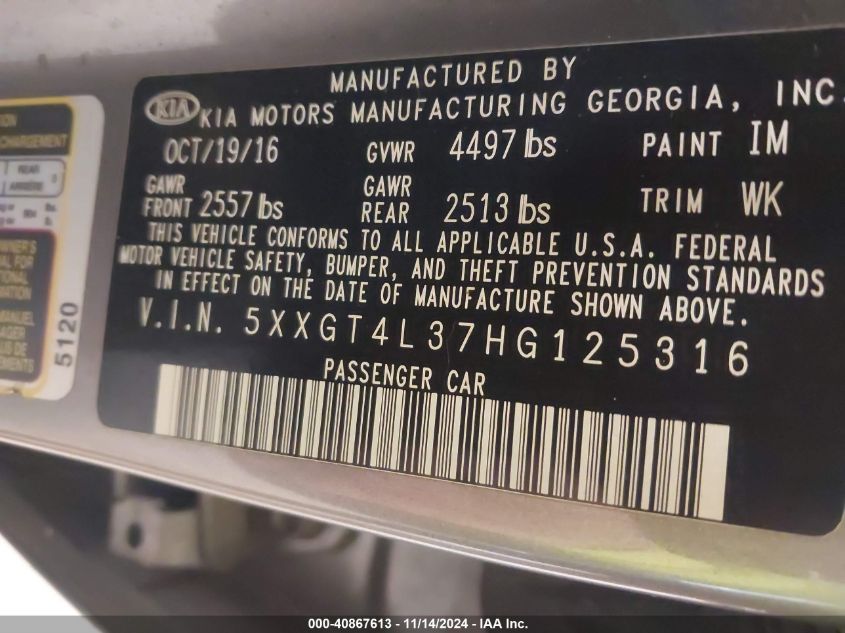 MANUFACTURED BY
KIA KIA MOTORS MANUFACTURING GEORGIA, INC.
OCT/19/16 GVWR 4497 lbs PAINT IM
GAWR FRONT 2557 lbs GAWR REAR 2513 lbs TRIM WK
THIS VEHICLE CONFORMS TO ALL APPLICABLE U.S.A. FEDERAL
MOTOR VEHICLE SAFETY, BUMPER, AND THEFT PREVENTION STANDARDS
IN EFFECT ON THE DATE OF MANUFACTURE SHOWN ABOVE.
V.I.N. 5XXGT4L37HG125316
PASSENGER CAR
REAR
ARRIÈRE
5120
000-40867613 - 11/14/2024 - IAA Inc.